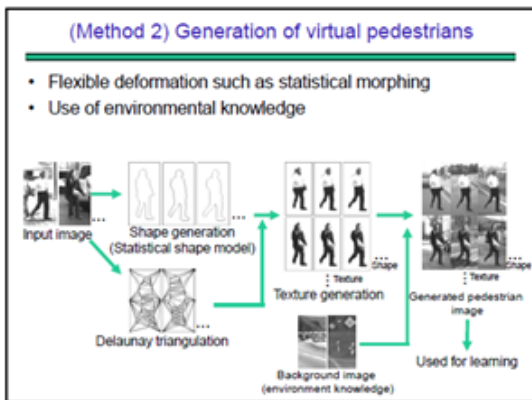 (Method 2) Generation of virtual pedestrians
• Flexible deformation such as statistical morphing
• Use of environmental knowledge
Input image
...
Shape generation
(Statistical shape model)
...
Delaunay triangulation
...
... Shape
Texture
Texture generation
Background image
(environment knowledge)
... Shape
Texture
Generated pedestrian
image
Used for learning